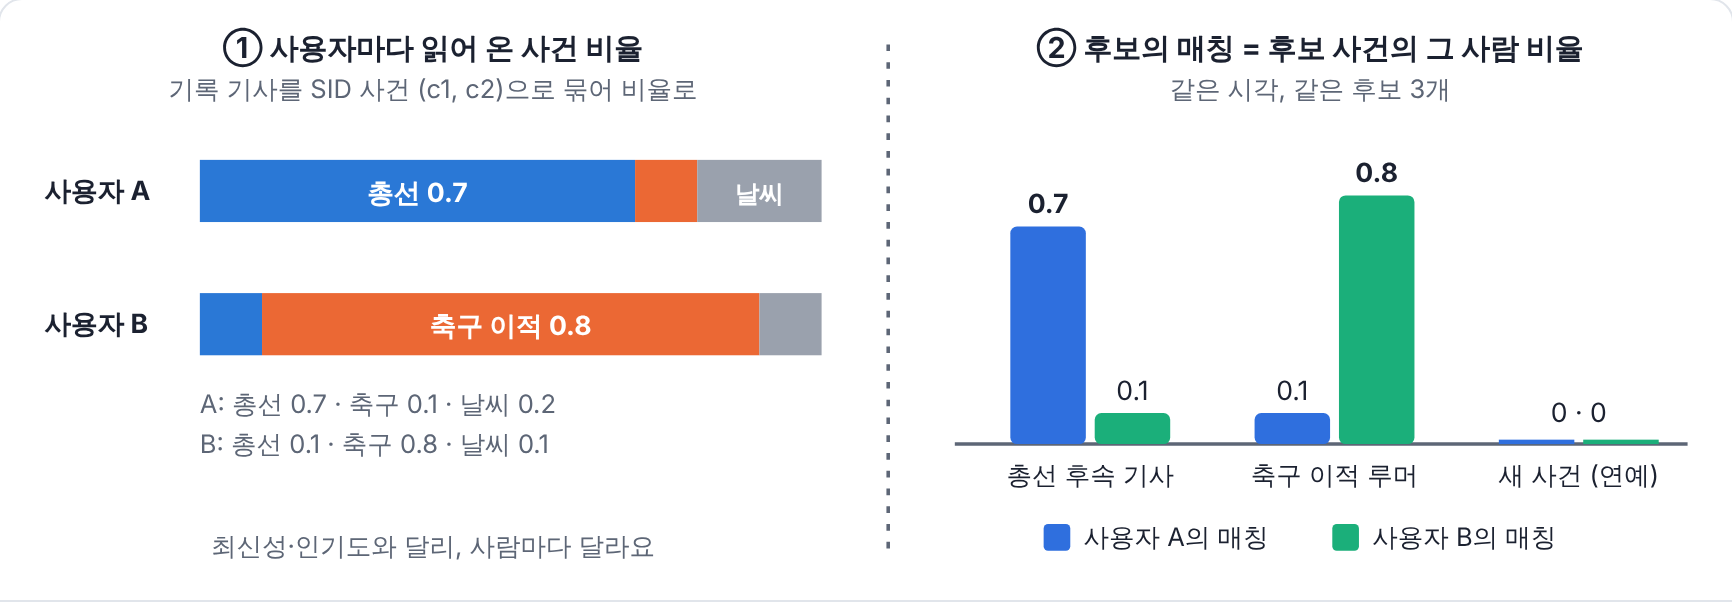 ① 사용자마다 읽어 온 사건 비율
기록 기사를 SID 사건 (c1, c2)으로 묶어 비율로
사용자 A
총선 0.7
날씨
사용자 B
축구 이적 0.8
A: 총선 0.7 · 축구 0.1 · 날씨 0.2
B: 총선 0.1 · 축구 0.8 · 날씨 0.1
최신성·인기도와 달리, 사람마다 달라요
② 후보의 매칭 = 후보 사건의 그 사람 비율
같은 시각, 같은 후보 3개
0.7
0.1
0.1
0.8
0 · 0
총선 후속 기사
축구 이적 루머
새 사건 (연예)
사용자 A의 매칭
사용자 B의 매칭